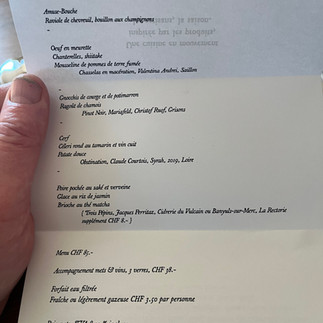 Amuse-Bouche
Raviole de chevreuil, bouillon aux champignons
-
Oeuf en meurette
Chanterelles, shiitake
Mousseline de pommes de terre fumée
Chasselas en macération, Valentina Andrei, Saillon
-
Gnocchis de courge et de potimarron
Ragoût de chamois
Pinot Noir, Mariafeld, Christof Ruof, Grisons
-
Cerf
Céleri rond au tamarin et vin cuit
Patate douce
Obstination, Claude Courtois, Syrah, 2019, Loire
-
Poire pochée au saké et verveine
Glace au riz de jasmin
Brioche au thé matcha
( Trois Pépins, Jacques Perritaz, Cidrerie du Vulcain ou Banyuls-sur-Mer, La Rectorie
supplément CHF 8.- )
Menu CHF 85.-
Accompagnement mets & vins, 3 verres, CHF 38.-
Forfait eau filtrée
Fraîche ou légèrement gazeuse CHF 3.50 par personne